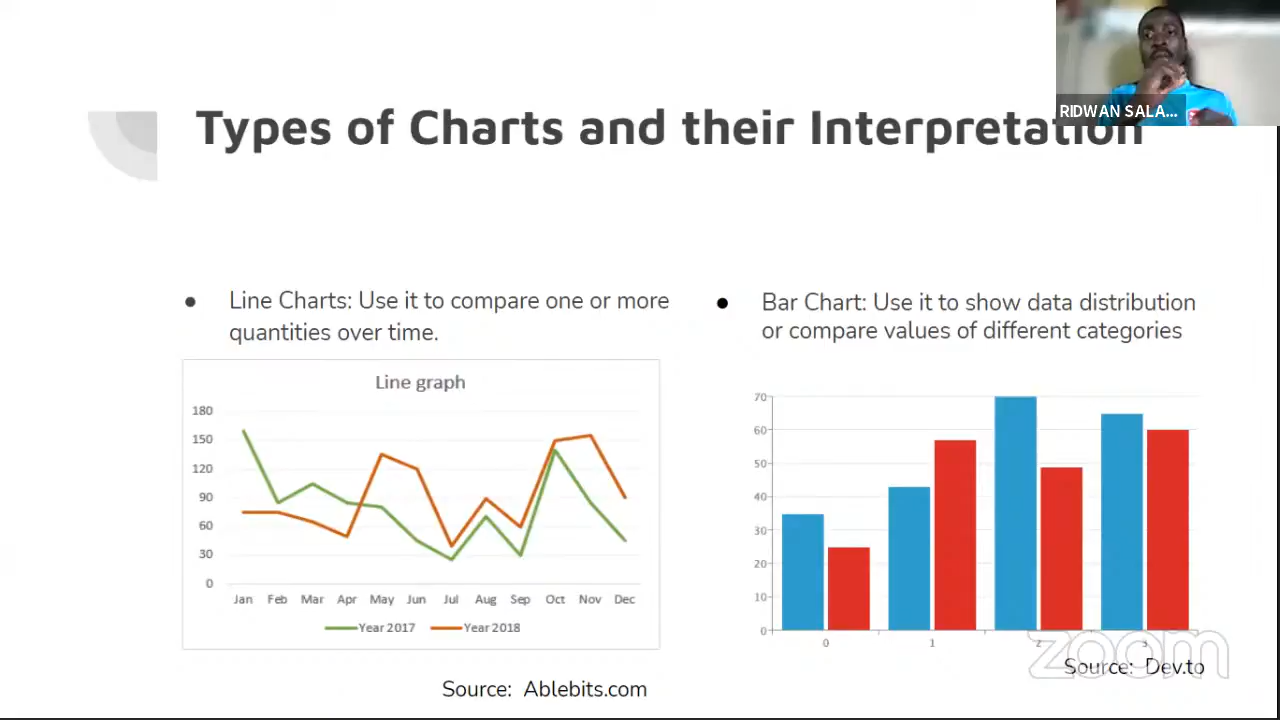 RIDWAN SALA...
Types of Charts and their Interpretation
● Line Charts: Use it to compare one or more
quantities over time.
● Bar Chart: Use it to show data distribution
or compare values of different categories
Line graph
180
150
120
90
60
30
0
Jan Feb Mar Apr May Jun Jul Aug Sep Oct Nov Dec
Year 2017 Year 2018
Source: Ablebits.com
70
60
50
40
30
20
10
0
0 1 2 3
zoom
Source: Dev.to